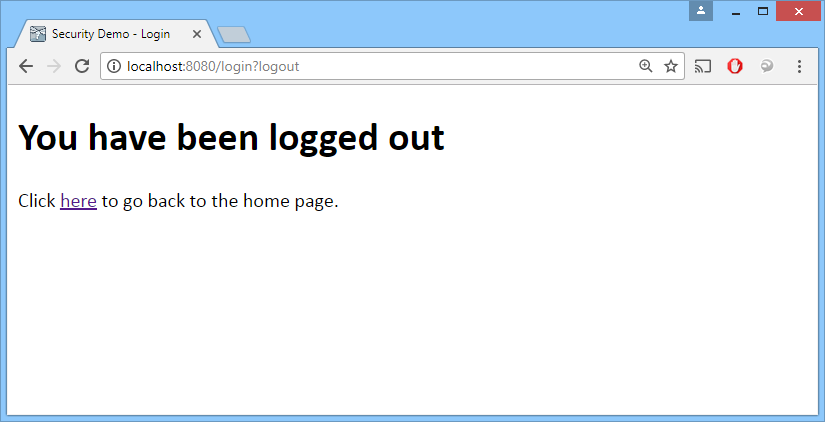 Security Demo - Login
localhost:8080/login?logout
You have been logged out
Click here to go back to the home page.